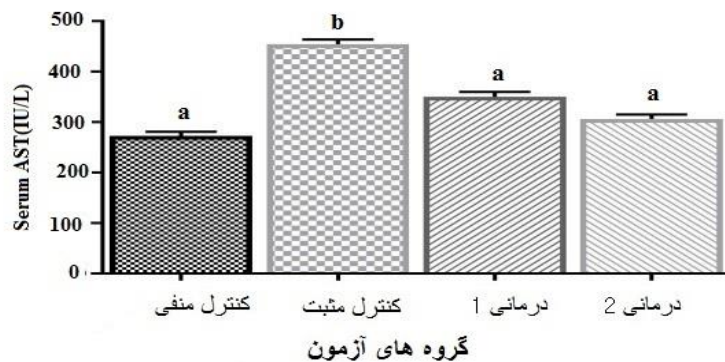 500
400
300
200
100
0
Serum AST(IU/L)
a
b
a
a
کنترل منفی
کنترل مثبت
درمانی 1
درمانی 2
گروه های آزمون